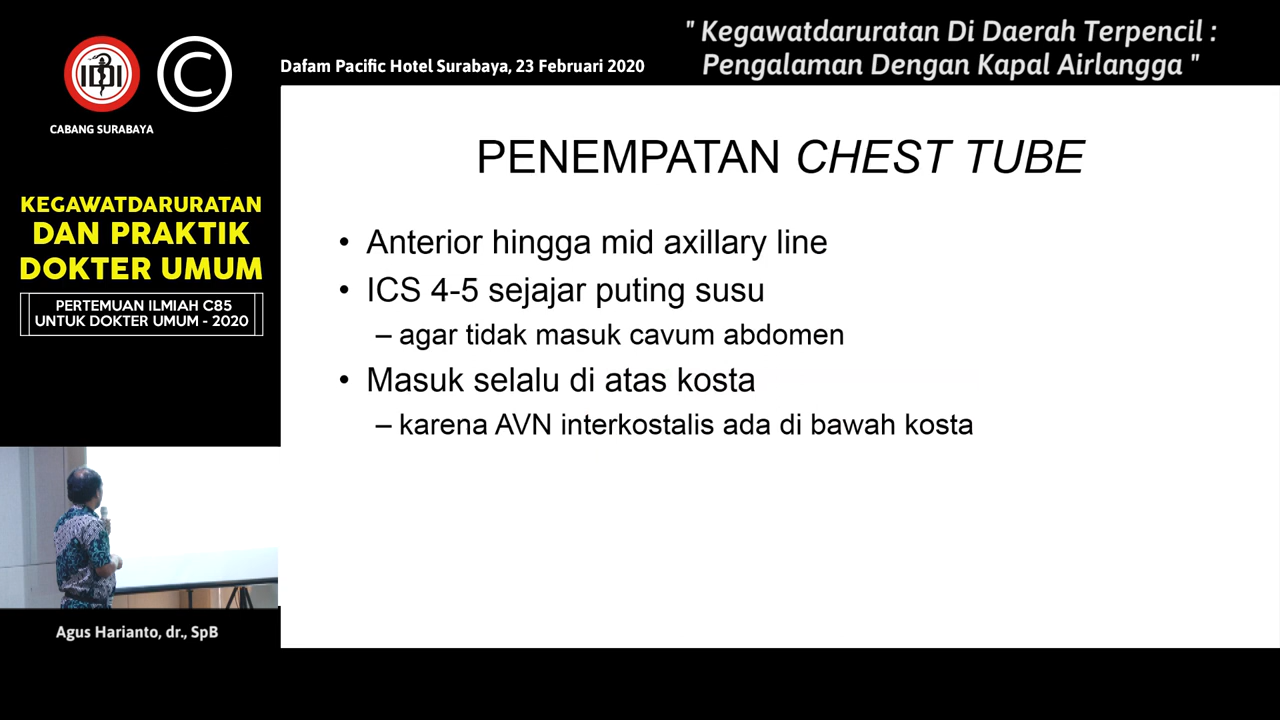 " Kegawatdaruratan Di Daerah Terpencil :
Pengalaman Dengan Kapal Airlangga "
Dafam Pacific Hotel Surabaya, 23 Februari 2020
IDI
C
CABANG SURABAYA
KEGAWATDARURATAN
DAN PRAKTIK
DOKTER UMUM
PERTEMUAN ILMIAH C85
UNTUK DOKTER UMUM - 2020
PENEMPATAN CHEST TUBE
• Anterior hingga mid axillary line
• ICS 4-5 sejajar puting susu
– agar tidak masuk cavum abdomen
• Masuk selalu di atas kosta
– karena AVN interkostalis ada di bawah kosta
Agus Harianto, dr., SpB